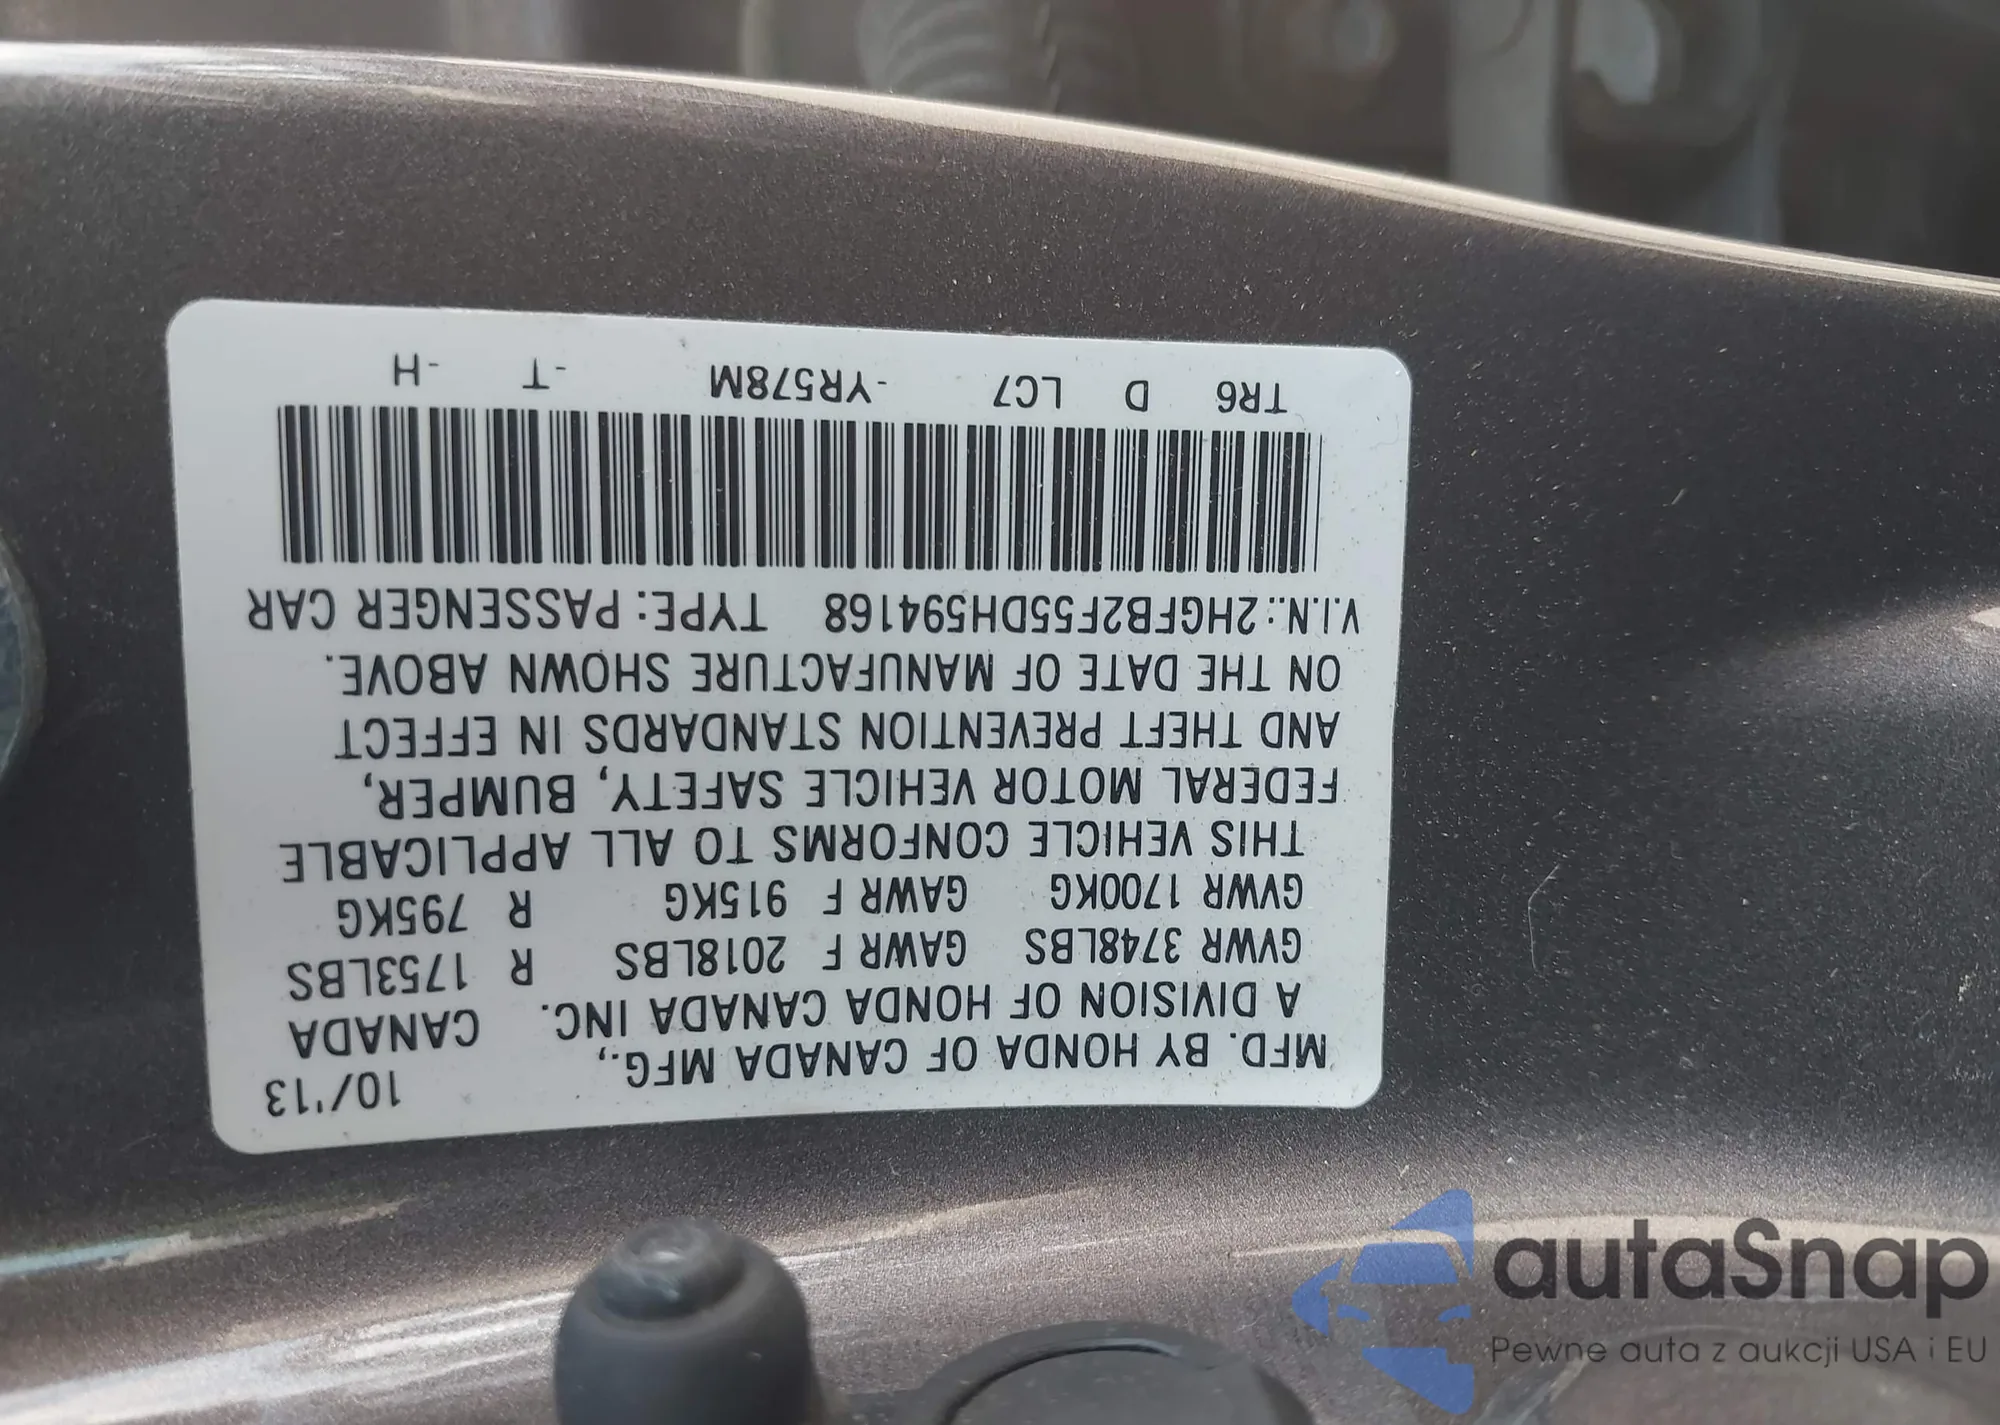 MFD. BY HONDA OF CANADA MFG., 10/'13
A DIVISION OF HONDA CANADA INC. CANADA
GVWR 3748LBS GAWR F 2018LBS R 1753LBS
GVWR 1700KG GAWR F 915KG R 795KG
THIS VEHICLE CONFORMS TO ALL APPLICABLE
FEDERAL MOTOR VEHICLE SAFETY, BUMPER,
AND THEFT PREVENTION STANDARDS IN EFFECT
ON THE DATE OF MANUFACTURE SHOWN ABOVE.
V.I.N.: 2HGFB2F55DH594168 TYPE: PASSENGER CAR
TR6 D LC7 -YR578M -T -H
autaSnap
Pewne auta z aukcji USA i EU